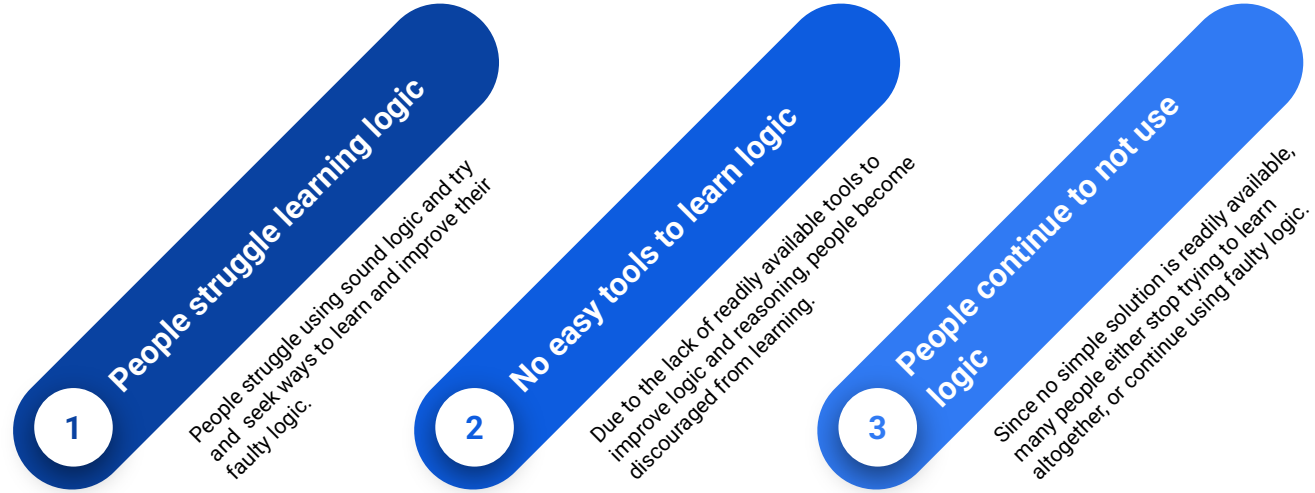 People struggle learning logic
People struggle using sound logic and try
and seek ways to learn and improve their
faulty logic.
1
No easy tools to learn logic
Due to the lack of readily available tools to
improve logic and reasoning, people become
discouraged from learning.
2
People continue to not use
logic
Since no simple solution is readily available,
many people either stop trying to learn
altogether, or continue using faulty logic.
3